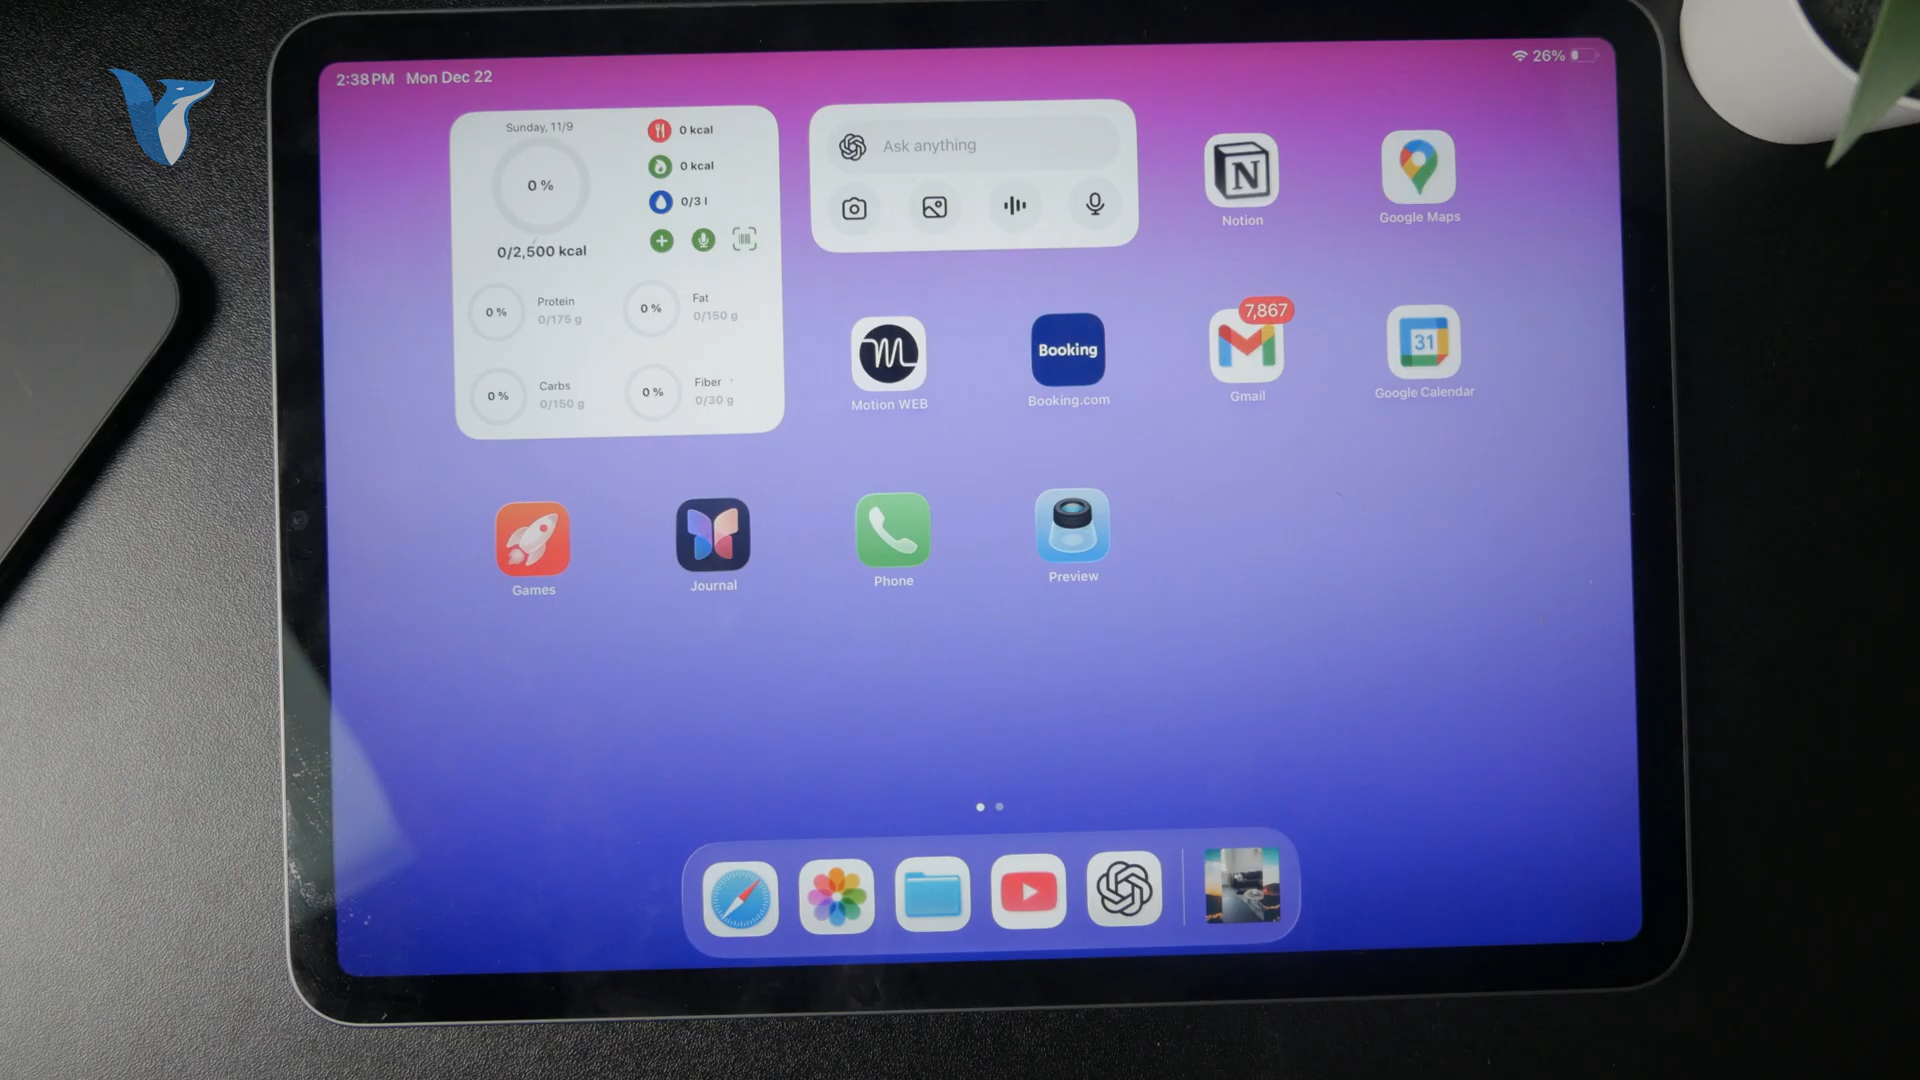 2:38 PM Mon Dec 22
26%
Sunday, 11/9
0 %
0/2,500 kcal
0 kcal
0 kcal
0/3 l
0 %
Protein
0/175 g
0 %
Fat
0/150 g
0 %
Carbs
0/150 g
0 %
Fiber
0/30 g
Ask anything
N
Notion
Google Maps
Motion WEB
Booking
Booking.com
7,867
Gmail
31
Google Calendar
Games
Journal
Phone
Preview